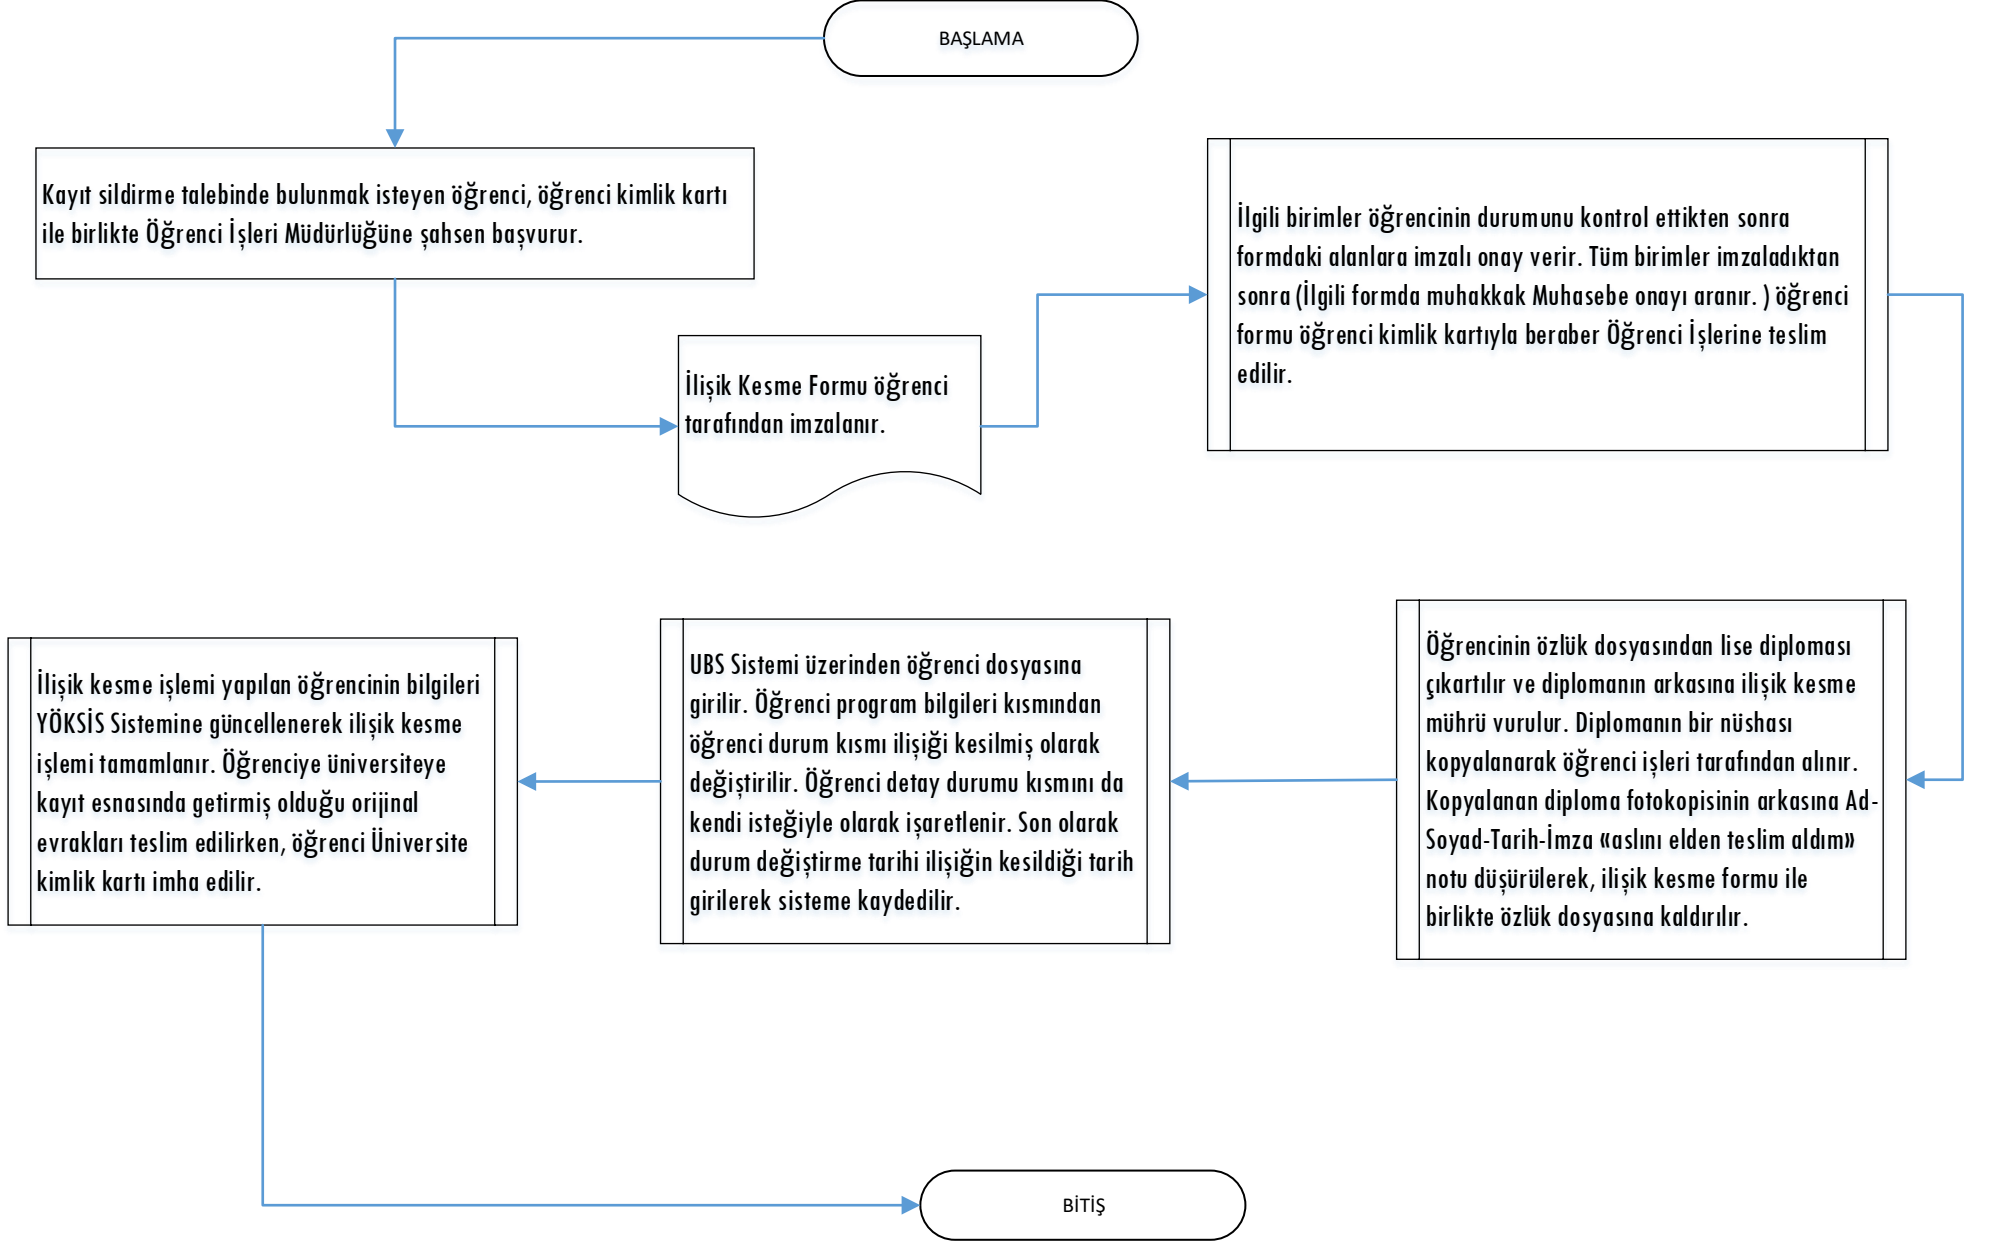 BAŞLAMA
Kayıt sildirme talebinde bulunmak isteyen öğrenci, öğrenci kimlik kartı
ile birlikte Öğrenci İşleri Müdürlüğüne şahsen başvurur.
İlişik Kesme Formu öğrenci
tarafından imzalanır.
İlgili birimler öğrencinin durumunu kontrol ettikten sonra
formdaki alanlara imzalı onay verir. Tüm birimler imzaladıktan
sonra (İlgili formda muhakkak Muhasebe onayı aranır. ) öğrenci
formu öğrenci kimlik kartıyla beraber Öğrenci İşlerine teslim
edilir.
Öğrencinin özlük dosyasından lise diploması
çıkartılır ve diplomanın arkasına ilişik kesme
mührü vurulur. Diplomanın bir nüshası
kopyalanarak öğrenci işleri tarafından alınır.
Kopyalanan diploma fotokopisinin arkasına Ad-
Soyad-Tarih-İmza «aslını elden teslim aldım»
notu düşürülerek, ilişik kesme formu ile
birlikte özlük dosyasına kaldırılır.
UBS Sistemi üzerinden öğrenci dosyasına
girilir. Öğrenci program bilgileri kısmından
öğrenci durum kısmı ilişiği kesilmiş olarak
değiştirilir. Öğrenci detay durumu kısmını da
kendi isteğiyle olarak işaretlenir. Son olarak
durum değiştirme tarihi ilişiğin kesildiği tarih
girilerek sisteme kaydedilir.
İlişik kesme işlemi yapılan öğrencinin bilgileri
YÖKSİS Sistemine güncellenerek ilişik kesme
işlemi tamamlanır. Öğrenciye üniversiteye
kayıt esnasında getirmiş olduğu orijinal
evrakları teslim edilirken, öğrenci Üniversite
kimlik kartı imha edilir.
BİTİŞ